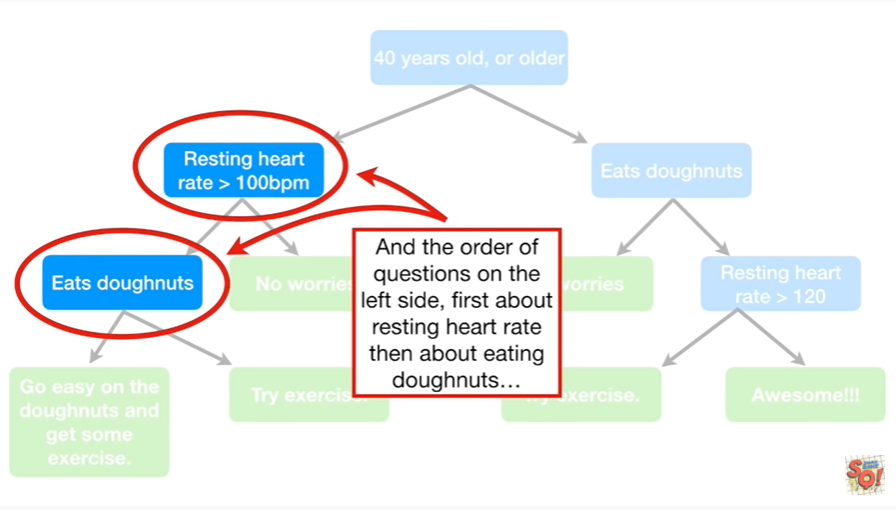 40 years old, or older
Resting heart
rate > 100bpm
Eats doughnuts
And the order of
questions on the
left side, first about
resting heart rate
then about eating
doughnuts...
Eats doughnuts
No worries
worries
Resting heart
rate > 120
Go easy on the
doughnuts and
get some
exercise.
Try exercise.
exercise.
Awesome!!!
SO!